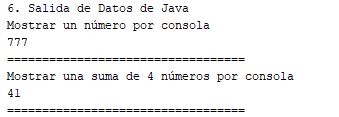 6. Salida de Datos de Java
Mostrar un número por consola
777
==================================
Mostrar una suma de 4 números por consola
41
==================================